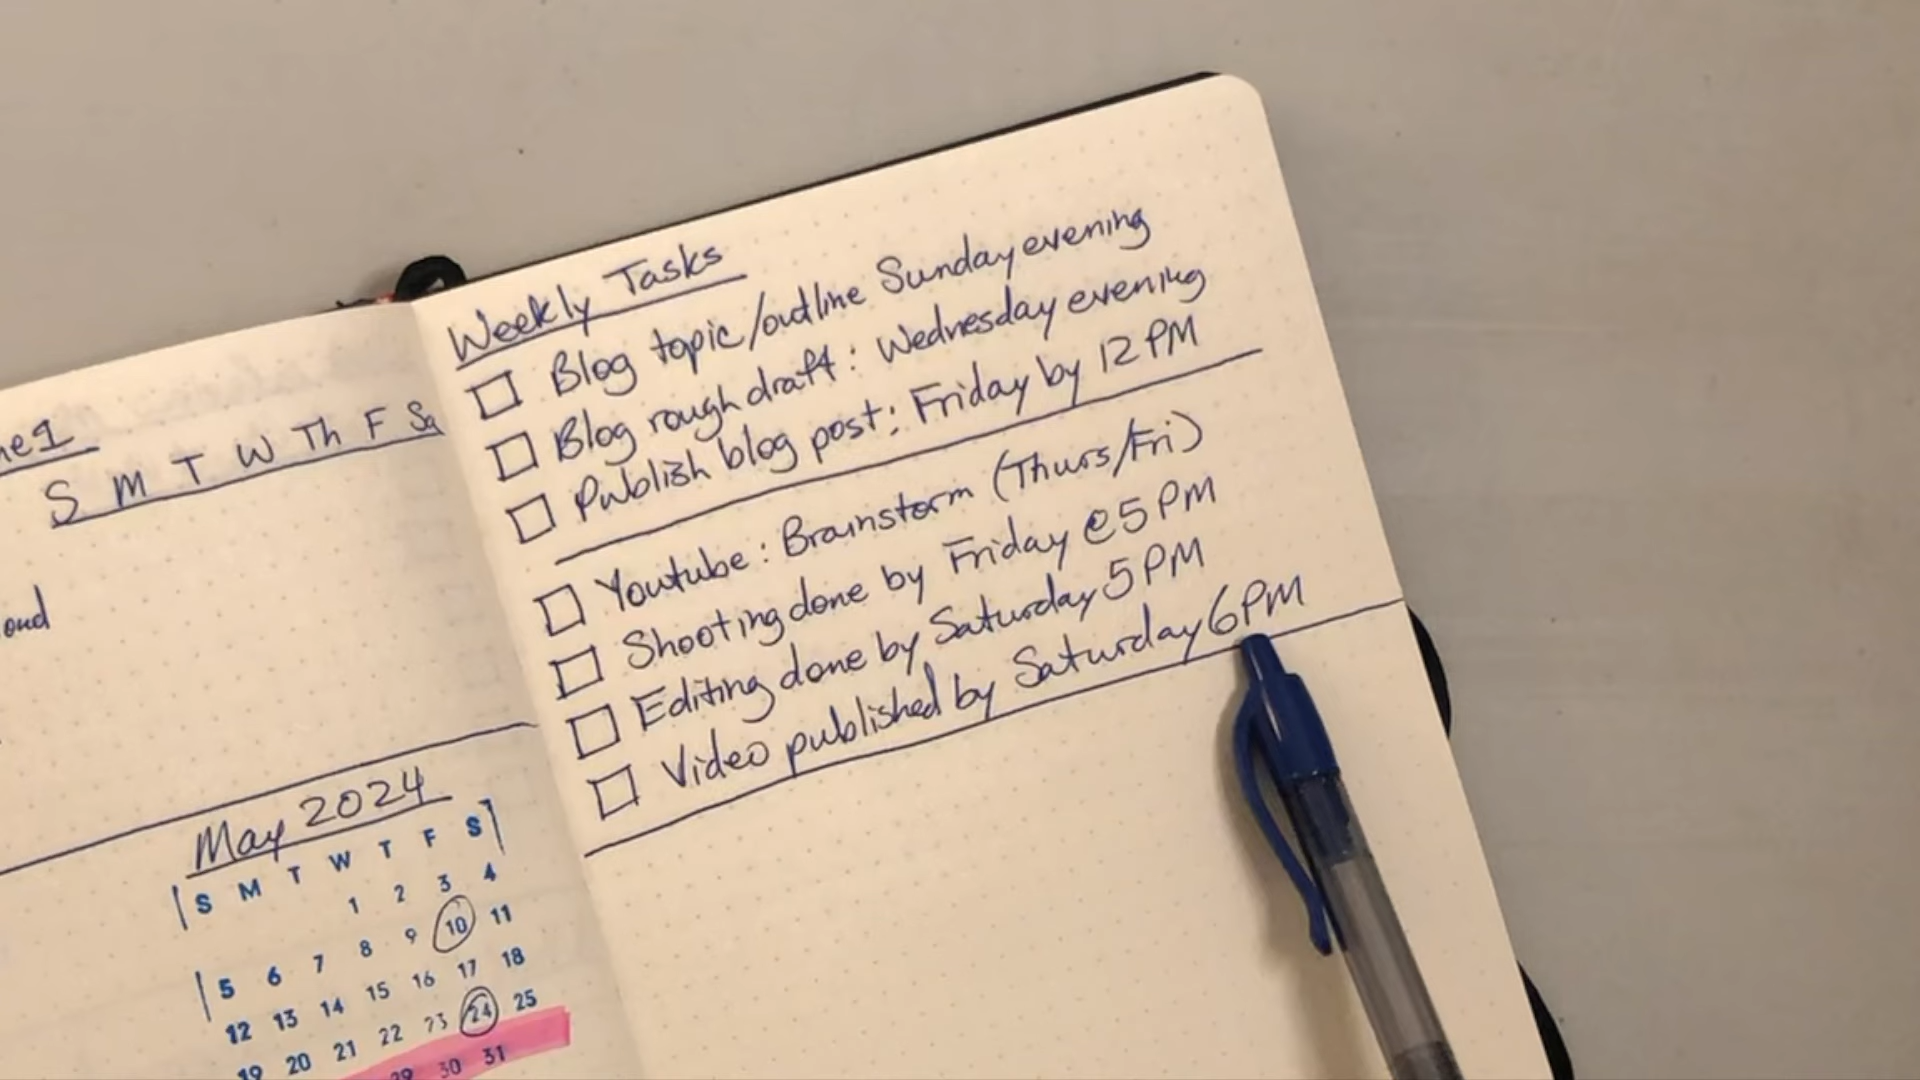 S M T W Th F Sa
May 2024
S M T W T F S
1 2 3 4
5 6 7 8 9 10 11
12 13 14 15 16 17 18
19 20 21 22 23 24 25
29 30 31
Weekly Tasks
Blog topic/outline Sunday evening
Blog rough draft: Wednesday evening
Publish blog post: Friday by 12 PM
Youtube: Brainstorm (Thurs/Fri)
Shooting done by Friday @ 5 PM
Editing done by Saturday 5 PM
Video published by Saturday 6 PM